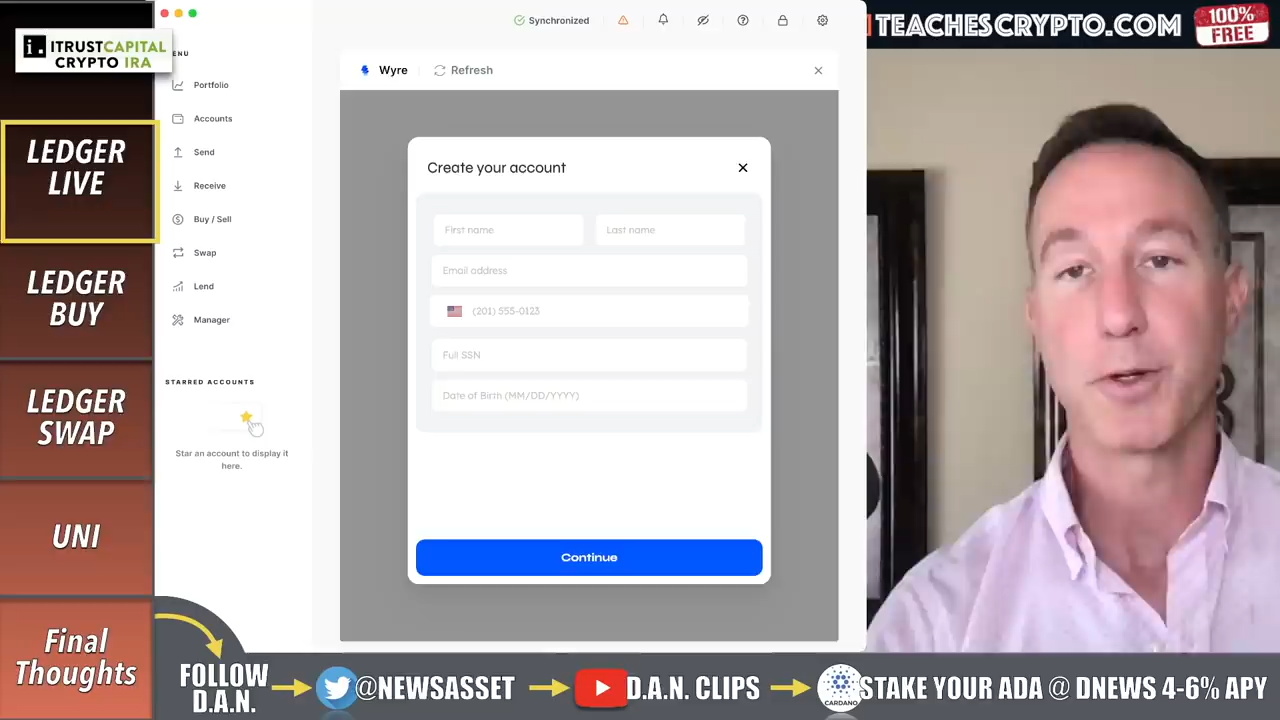 i. ITRUSTCAPITAL
CRYPTO IRA
LEDGER
LIVE
LEDGER
BUY
LEDGER
SWAP
UNI
Final
Thoughts
ENU
Portfolio
Accounts
Send
Receive
Buy / Sell
Swap
Lend
Manager
STARRED ACCOUNTS
Star an account to display it
here.
Synchronized
Wyre
Refresh
Create your account
First name
Last name
Email address
(201) 555-0123
Full SSN
Date of Birth (MM/DD/YYYY)
Continue
TEACHESCRYPTO.COM
100%
FREE
FOLLOW
D.A.N.
@NEWSASSET
D.A.N. CLIPS
CARDANO
STAKE YOUR ADA @ DNEWS 4-6% APY